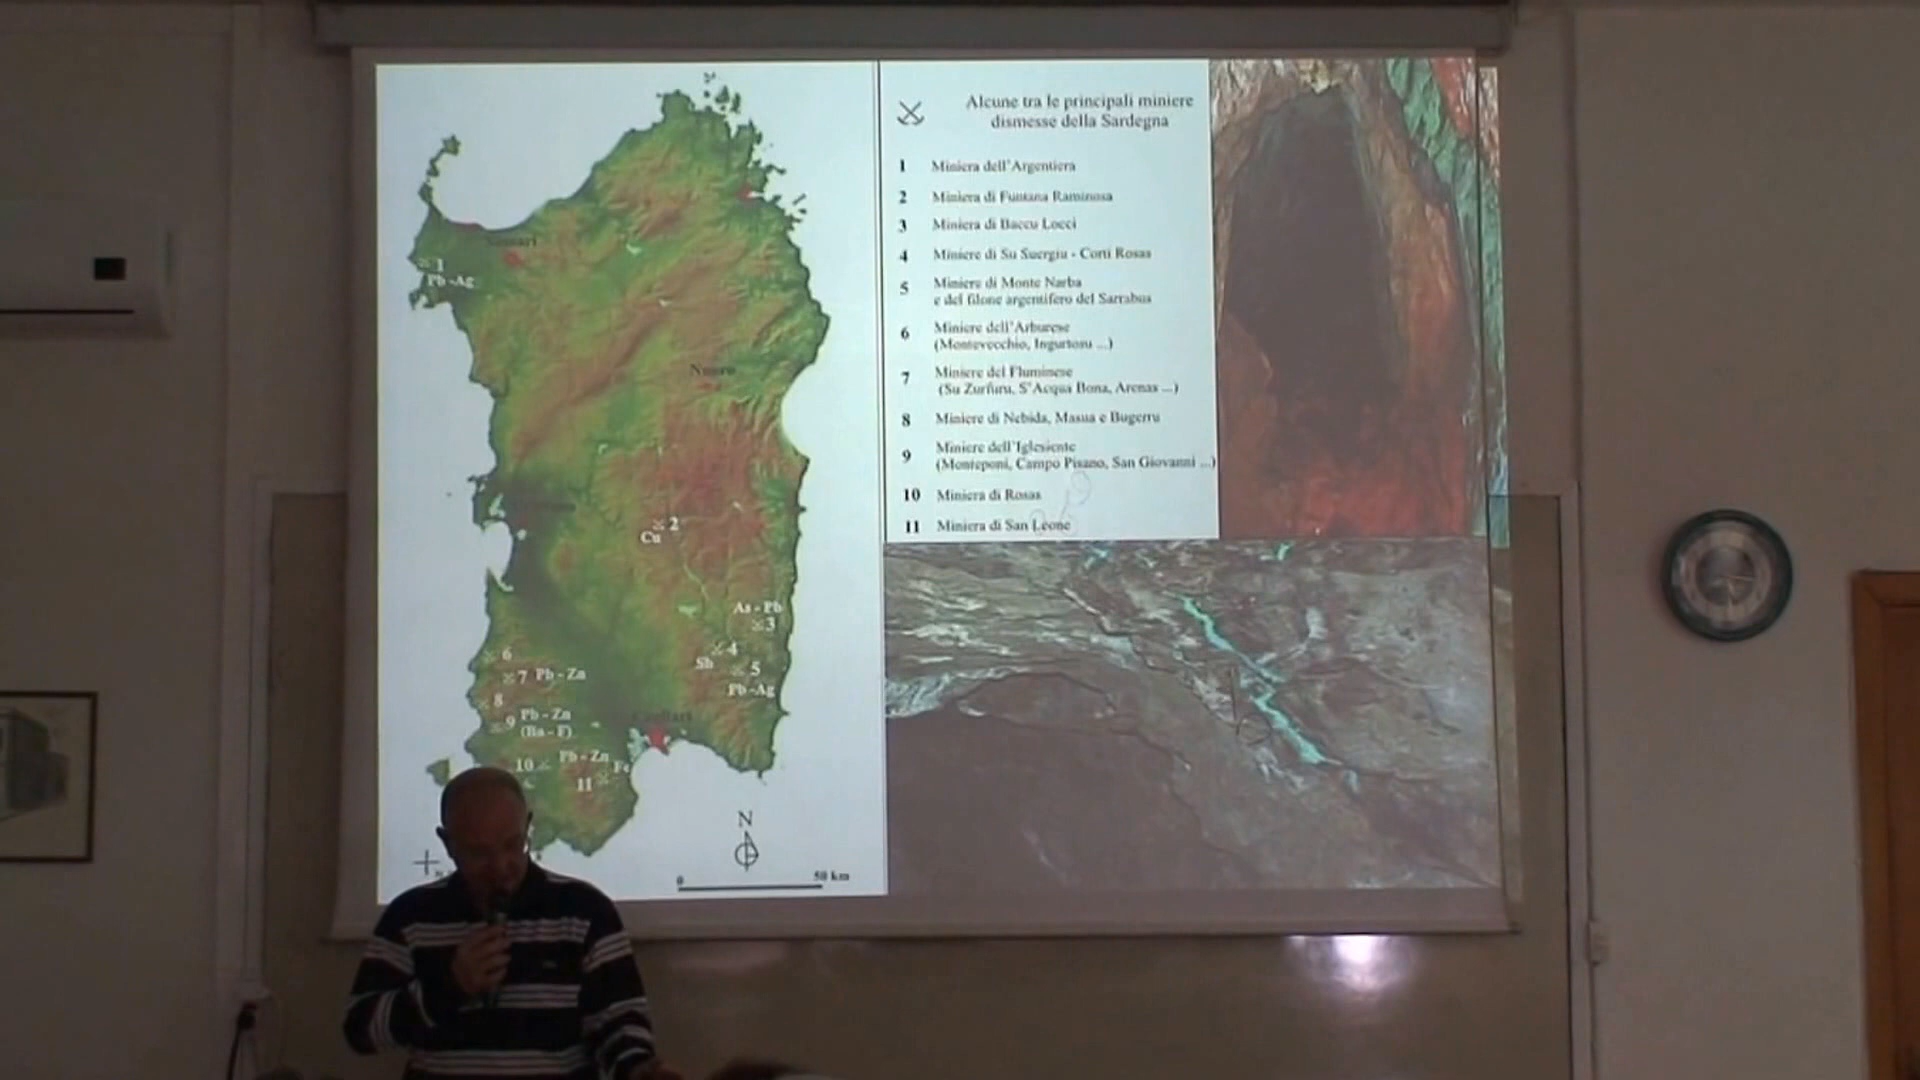 Sassari
1
Pb - Ag
Nuoro
2
Cu
As - Pb
3
4
Sb
5
Pb - Ag
6
7 Pb - Zn
8
9 Pb - Zn
(Ba - F)
Cagliari
10 Pb - Zn
Fe
11
N
0 50 km
Alcune tra le principali miniere
dismesse della Sardegna
1 Miniera dell'Argentiera
2 Miniera di Funtana Raminosa
3 Miniera di Baccu Locci
4 Miniere di Su Suergiu - Corti Rosas
5 Miniere di Monte Narba
e del filone argentifero del Sarrabus
6 Miniere dell'Arburese
(Montevecchio, Ingurtosu ...)
7 Miniere del Fluminese
(Su Zurfuru, S'Acqua Bona, Arenas ...)
8 Miniere di Nebida, Masua e Bugerru
9 Miniere dell'Iglesiente
(Monteponi, Campo Pisano, San Giovanni ...)
10 Miniera di Rosas
11 Miniera di San Leone